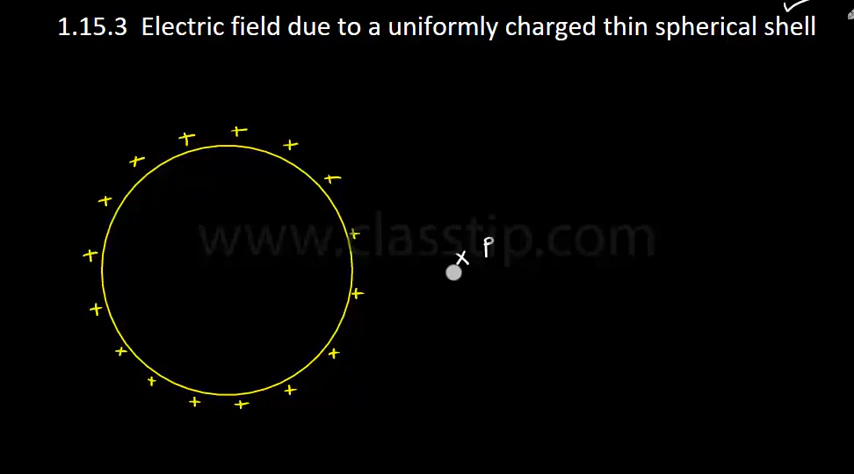 1.15.3 Electric field due to a uniformly charged thin spherical shell
+ + + + + + + + + + + + + + + + + +
www.classtip.com
x P